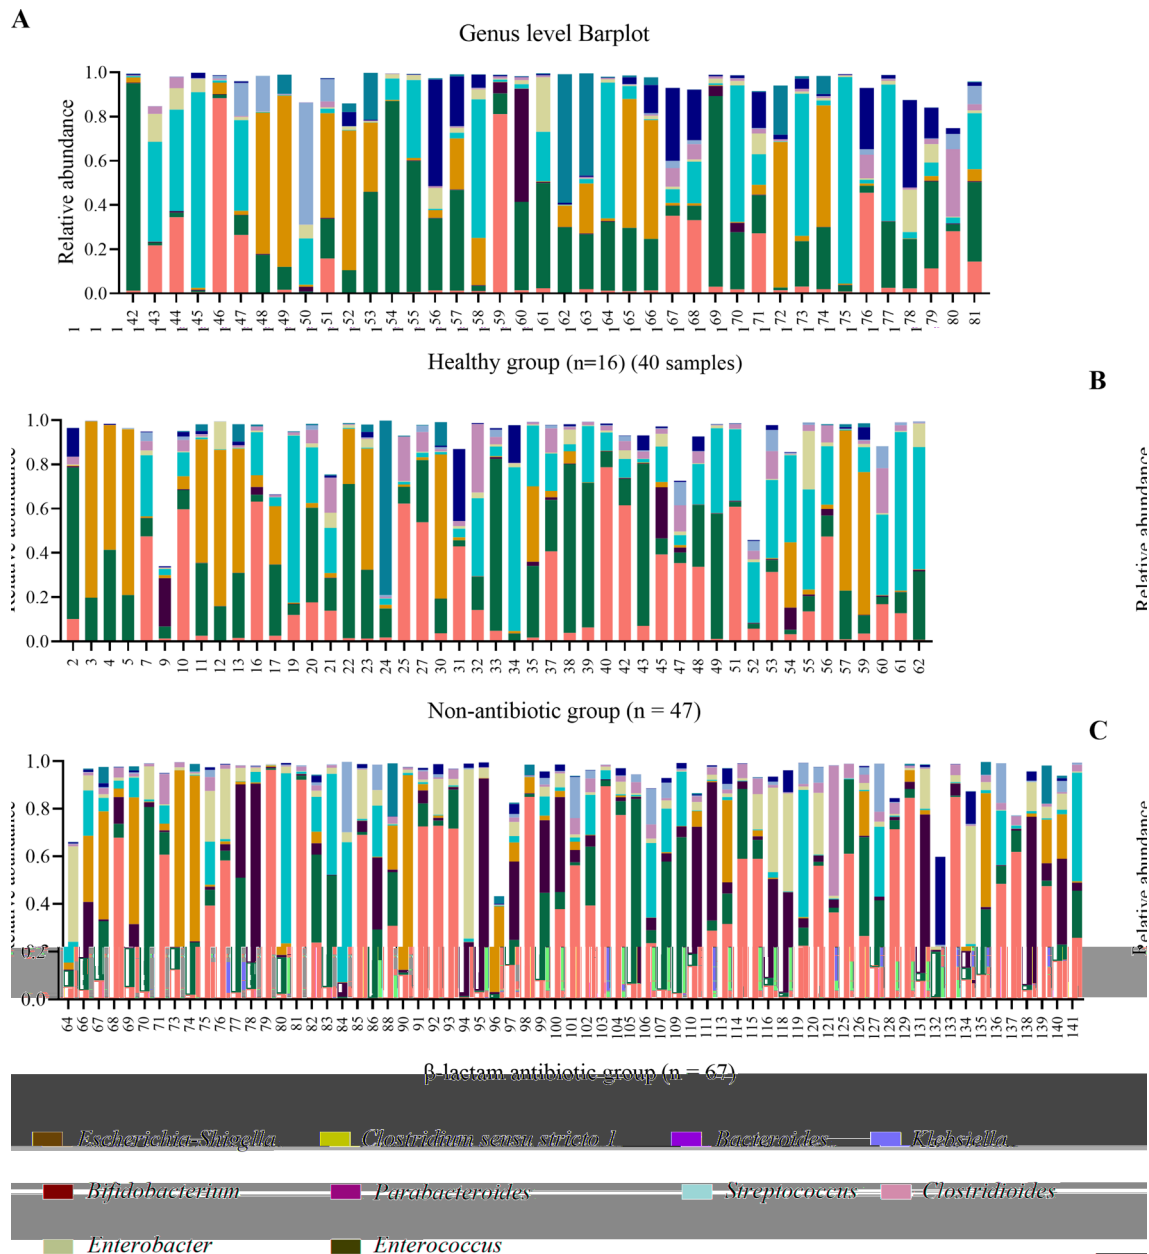 A
Genus level Barplot
Relative abundance
1.0
0.8
0.6
0.4
0.2
0.0
42 43 44 45 46 47 48 49 50 51 52 53 54 55 56 57 58 59 60 61 62 63 64 65 66 67 68 69 70 71 72 73 74 75 76 77 78 79 80 81
Healthy group (n=16) (40 samples)
B
1.0
0.8
0.6
0.4
0.2
0.0
2 3 4 5 7 9 10 11 12 13 16 17 19 20 21 22 23 24 25 27 28 29 30 31 32 33 34 35 37 38 39 40 42 43 45 47 48 49 51 52 53 54 55 56 57 59 60 61 62
Relative abundance
Non-antibiotic group (n = 47)
C
1.0
0.8
0.6
0.4
0.2
0.0
64 66 67 68 69 70 71 73 74 75 76 77 78 79 80 81 82 83 84 85 86 88 90 91 92 93 94 95 96 97 98 99 100 101 102 103 104 105 106 107 109 110 111 113 114 115 116 118 119 120 121 125 126 127 128 129 131 132 133 134 135 136 137 138 139 140 141
β-lactam antibiotic group (n = 67)
Escherichia-Shigella Clostridium sensu stricto 1 Bacteroides Klebsiella
Bifidobacterium Parabacteroides Streptococcus Clostridioides
Enterobacter Enterococcus